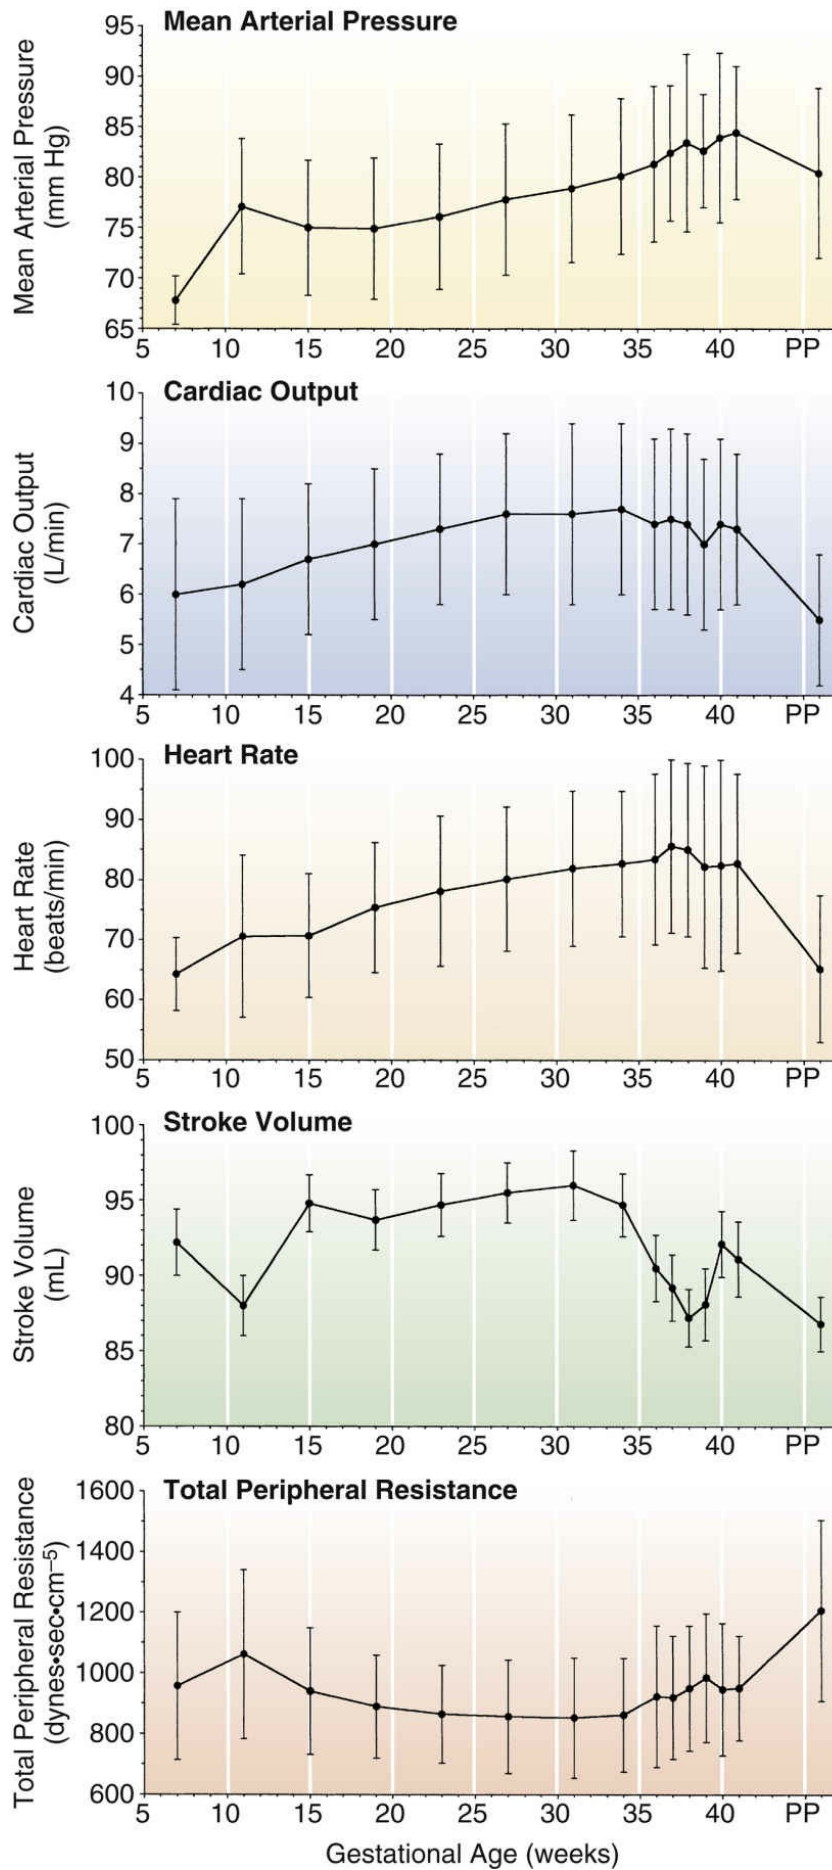 Mean Arterial Pressure
Mean Arterial Pressure
(mm Hg)
95
90
85
80
75
70
65
5 10 15 20 25 30 35 40 PP
Cardiac Output
Cardiac Output
(L/min)
10
9
8
7
6
5
4
5 10 15 20 25 30 35 40 PP
Heart Rate
Heart Rate
(beats/min)
100
90
80
70
60
50
5 10 15 20 25 30 35 40 PP
Stroke Volume
Stroke Volume
(mL)
100
95
90
85
80
5 10 15 20 25 30 35 40 PP
Total Peripheral Resistance
Total Peripheral Resistance
(dynes•sec•cm⁻⁵)
1600
1400
1200
1000
800
600
5 10 15 20 25 30 35 40 PP
Gestational Age (weeks)